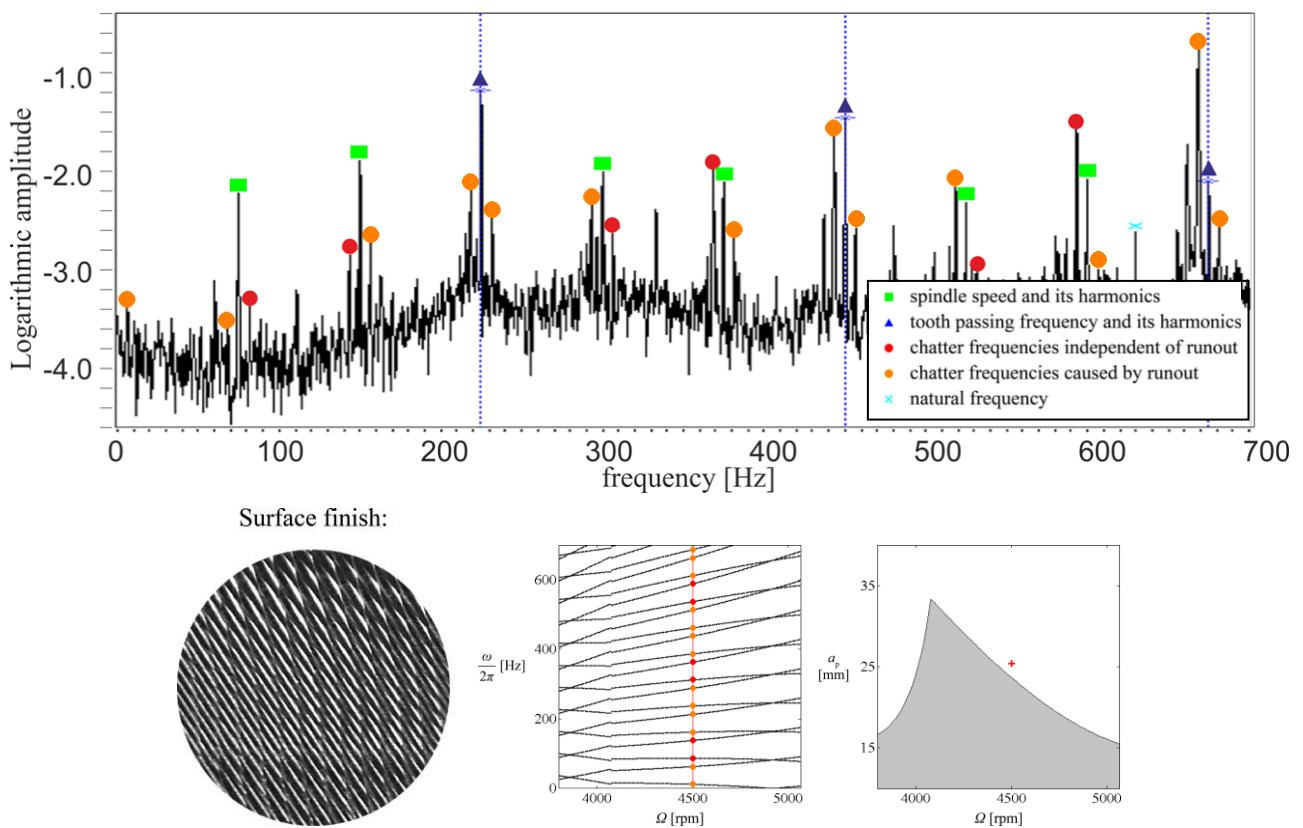 Logarithmic amplitude
-1.0
-2.0
-3.0
-4.0
0 100 200 300 400 500 600 700
frequency [Hz]
spindle speed and its harmonics
tooth passing frequency and its harmonics
chatter frequencies independent of runout
chatter frequencies caused by runout
natural frequency
Surface finish:
ω/2π [Hz]
600
400
200
0
4000 4500 5000
Ω [rpm]
aₚ
[mm]
35
25
15
4000 4500 5000
Ω [rpm]